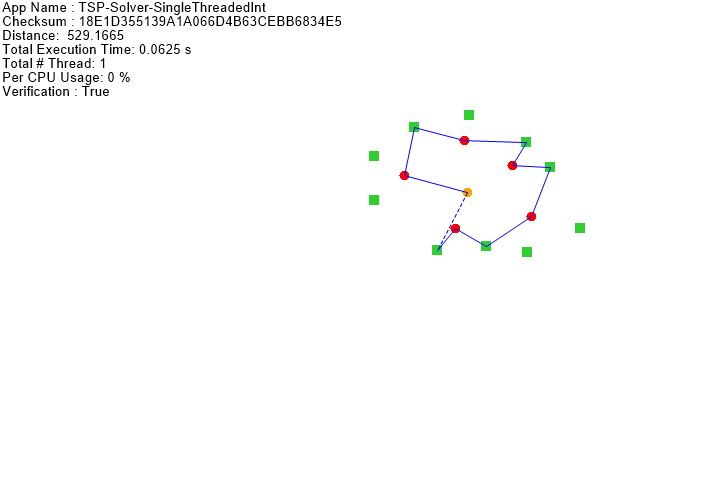 App Name : TSP-Solver-SingleThreadedInt
Checksum : 18E1D355139A1A066D4B63CEBB6834E5
Distance:  529.1665
Total Execution Time: 0.0625 s
Total # Thread: 1
Per CPU Usage: 0 %
Verification : True